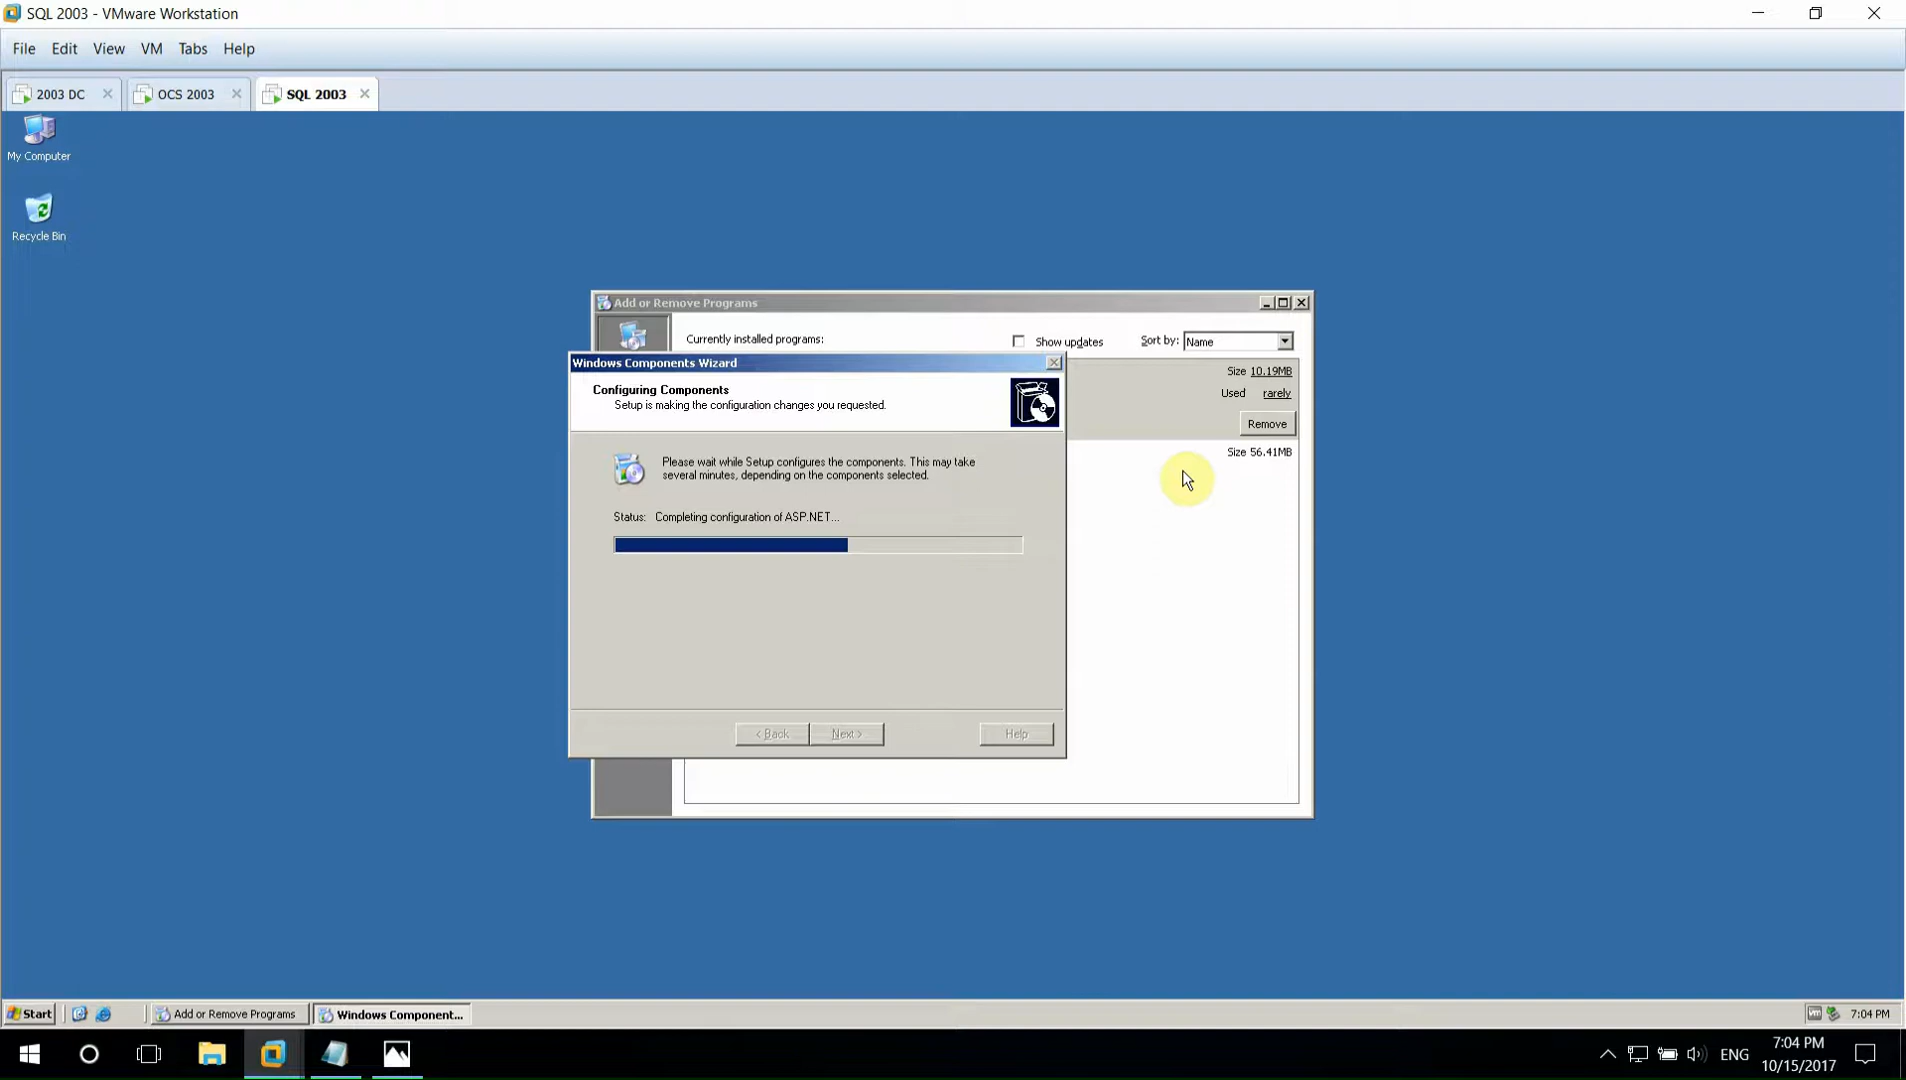 SQL 2003 - VMware Workstation
File Edit View VM Tabs Help
2003 DC OCS 2003 SQL 2003
My Computer
Recycle Bin
Add or Remove Programs
Currently installed programs: Show updates Sort by: Name
Size 10.19MB
Used rarely
Remove
Size 56.41MB
Windows Components Wizard
Configuring Components
Setup is making the configuration changes you requested.
Please wait while Setup configures the components. This may take
several minutes, depending on the components selected.
Status: Completing configuration of ASP.NET...
< Back Next > Help
Start Add or Remove Programs Windows Component... vm 7:04 PM
ENG 7:04 PM
10/15/2017